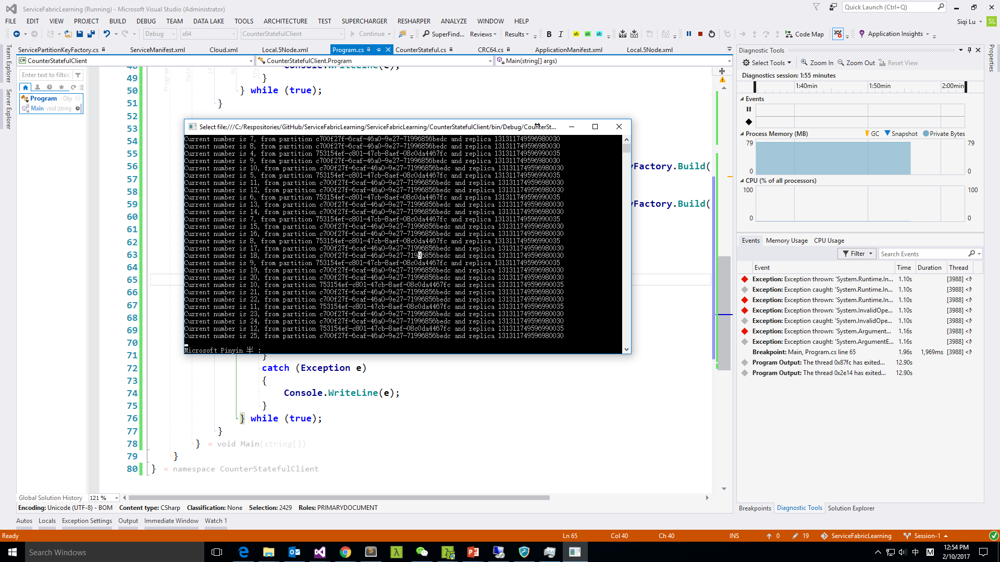 ServiceFabricLearning (Running) - Microsoft Visual Studio (Administrator)
Quick Launch (Ctrl+Q)
FILE EDIT VIEW PROJECT BUILD DEBUG TEAM DATA LAKE TOOLS ARCHITECTURE TEST SUPERCHARGER RESHARPER ANALYZE WINDOW HELP
Siqi Lu SL
Debug x64 CounterStatefulClient Continue SuperFind... Reviews Results B I ab ab ab Code Map Application Insights
ServicePartitionKeyFactory.cs ServiceManifest.xml Cloud.xml Local.5Node.xml Program.cs CounterStateful.cs CRC64.cs ApplicationManifest.xml Local.5Node.xml
CounterStatefulClient CounterStatefulClient.Program Main(string[] args)
Team Explorer
Server Explorer
Enter text to filte
Program : Obj
Main void (string
48 Console.WriteLine(e);
49 }
50 } while (true);
51 }
52
53
54
55
56 yFactory.Build(
57
58
59 yFactory.Build(
60
61
62
63
64
65
66
67
68
69
70
71 }
72 catch (Exception e)
73 {
74 Console.WriteLine(e);
75 }
76 } while (true);
77 }
78 } « void Main(string[])
79 }
80 } « namespace CounterStatefulClient
Select file:///C:/Respositories/GitHub/ServiceFabricLearning/ServiceFabricLearning/CounterStatefulClient/bin/Debug/CounterSt...
Current number is 7, from partition c700f27f-6caf-46a0-9e27-71996856bedc and replica 131311749596980030
Current number is 8, from partition c700f27f-6caf-46a0-9e27-71996856bedc and replica 131311749596980030
Current number is 4, from partition 753154ef-c801-47cb-8aef-08c0da4467fc and replica 131311749596990035
Current number is 9, from partition c700f27f-6caf-46a0-9e27-71996856bedc and replica 131311749596980030
Current number is 10, from partition c700f27f-6caf-46a0-9e27-71996856bedc and replica 131311749596980030
Current number is 5, from partition 753154ef-c801-47cb-8aef-08c0da4467fc and replica 131311749596990035
Current number is 11, from partition c700f27f-6caf-46a0-9e27-71996856bedc and replica 131311749596980030
Current number is 12, from partition c700f27f-6caf-46a0-9e27-71996856bedc and replica 131311749596980030
Current number is 6, from partition 753154ef-c801-47cb-8aef-08c0da4467fc and replica 131311749596990035
Current number is 13, from partition c700f27f-6caf-46a0-9e27-71996856bedc and replica 131311749596980030
Current number is 14, from partition c700f27f-6caf-46a0-9e27-71996856bedc and replica 131311749596980030
Current number is 7, from partition 753154ef-c801-47cb-8aef-08c0da4467fc and replica 131311749596990035
Current number is 15, from partition c700f27f-6caf-46a0-9e27-71996856bedc and replica 131311749596980030
Current number is 16, from partition c700f27f-6caf-46a0-9e27-71996856bedc and replica 131311749596980030
Current number is 8, from partition 753154ef-c801-47cb-8aef-08c0da4467fc and replica 131311749596990035
Current number is 17, from partition c700f27f-6caf-46a0-9e27-71996856bedc and replica 131311749596980030
Current number is 18, from partition c700f27f-6caf-46a0-9e27-71996856bedc and replica 131311749596980030
Current number is 9, from partition 753154ef-c801-47cb-8aef-08c0da4467fc and replica 131311749596990035
Current number is 19, from partition c700f27f-6caf-46a0-9e27-71996856bedc and replica 131311749596980030
Current number is 20, from partition c700f27f-6caf-46a0-9e27-71996856bedc and replica 131311749596980030
Current number is 10, from partition 753154ef-c801-47cb-8aef-08c0da4467fc and replica 131311749596990035
Current number is 21, from partition c700f27f-6caf-46a0-9e27-71996856bedc and replica 131311749596980030
Current number is 22, from partition c700f27f-6caf-46a0-9e27-71996856bedc and replica 131311749596980030
Current number is 11, from partition 753154ef-c801-47cb-8aef-08c0da4467fc and replica 131311749596990035
Current number is 23, from partition c700f27f-6caf-46a0-9e27-71996856bedc and replica 131311749596980030
Current number is 24, from partition c700f27f-6caf-46a0-9e27-71996856bedc and replica 131311749596980030
Current number is 12, from partition 753154ef-c801-47cb-8aef-08c0da4467fc and replica 131311749596990035
Current number is 25, from partition c700f27f-6caf-46a0-9e27-71996856bedc and replica 131311749596980030
Microsoft Pinyin 半 :
Diagnostic Tools
Select Tools Zoom In Zoom Out Reset View
Diagnostics session: 1:55 minutes
1:40min 1:50min 2:00min
Events
Process Memory (MB) GC Snapshot Private Bytes
79 79
0 0
CPU (% of all processors)
100 100
0 0
Events Memory Usage CPU Usage
Filter Search Events
Event Time Duration Thread
Exception: Exception thrown: 'System.Runtime.In... 1.10s [3988] <N
Exception: Exception caught: 'System.Runtime.In... 1.10s [3988] <N
Exception: Exception thrown: 'System.Runtime.In... 1.10s [3988] <N
Exception: Exception thrown: 'System.InvalidOpe... 1.10s [3988] <N
Exception: Exception caught: 'System.InvalidOpe... 1.10s [3988] <N
Exception: Exception thrown: 'System.Argument... 1.16s [3988] <N
Exception: Exception caught: 'System.ArgumentE... 1.16s [3988] <N
Breakpoint: Main, Program.cs line 65 1.96s 1,969ms [3988] <N
Program Output: The thread 0x87fc has exited... 12.90s
Program Output: The thread 0x2e14 has exited... 12.90s
Breakpoints Diagnostic Tools Solution Explorer
Properties
Global Solution History 121 %
Encoding: Unicode (UTF-8) - BOM Content type: CSharp Classification: None Selection: 2429 Roles: PRIMARYDOCUMENT
Autos Locals Exception Settings Output Immediate Window Watch 1
Ready Ln 65 Col 40 Ch 40 INS 0 19 ServiceFabricLearning Session-1
Search Windows
中 M 12:54 PM
2/10/2017